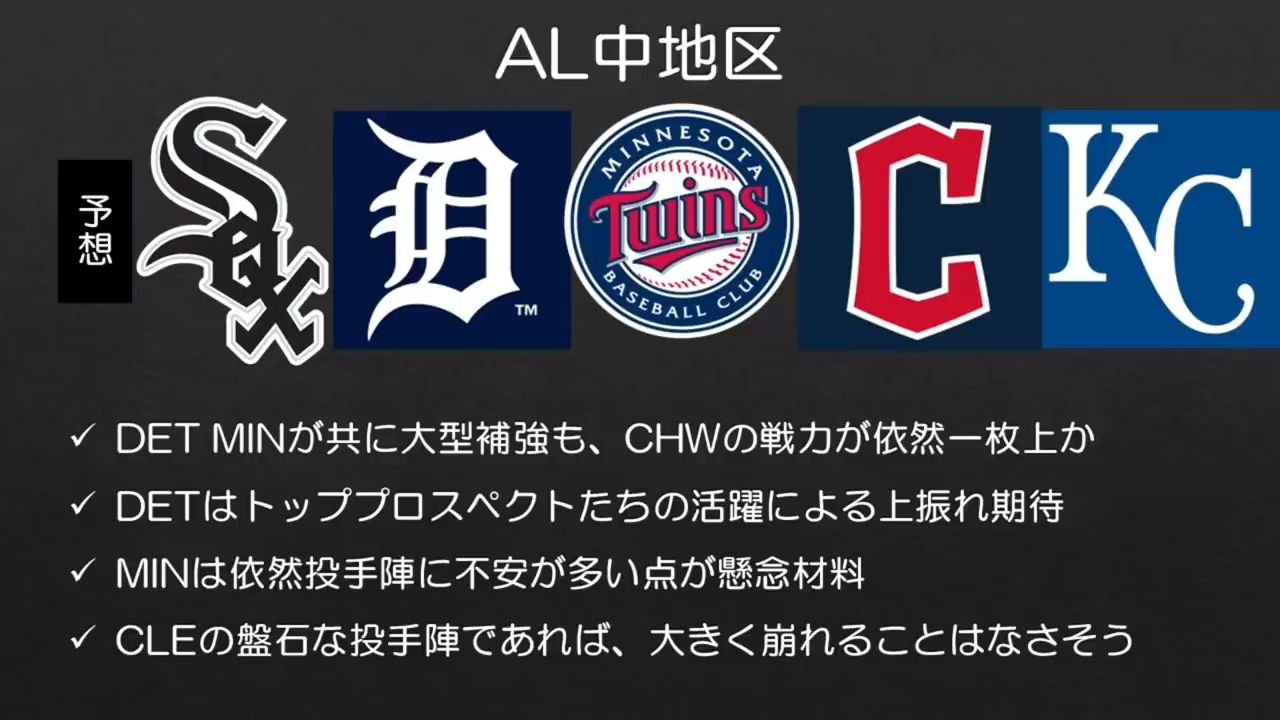 AL中地区
予想
Sox
D
TM
MINNESOTA
Twins
BASEBALL CLUB
C
KC
✓ DET MINが共に大型補強も、CHWの戦力が依然一枚上か
✓ DETはトッププロスペクトたちの活躍による上振れ期待
✓ MINは依然投手陣に不安が多い点が懸念材料
✓ CLEの盤石な投手陣であれば、大きく崩れることはなさそう